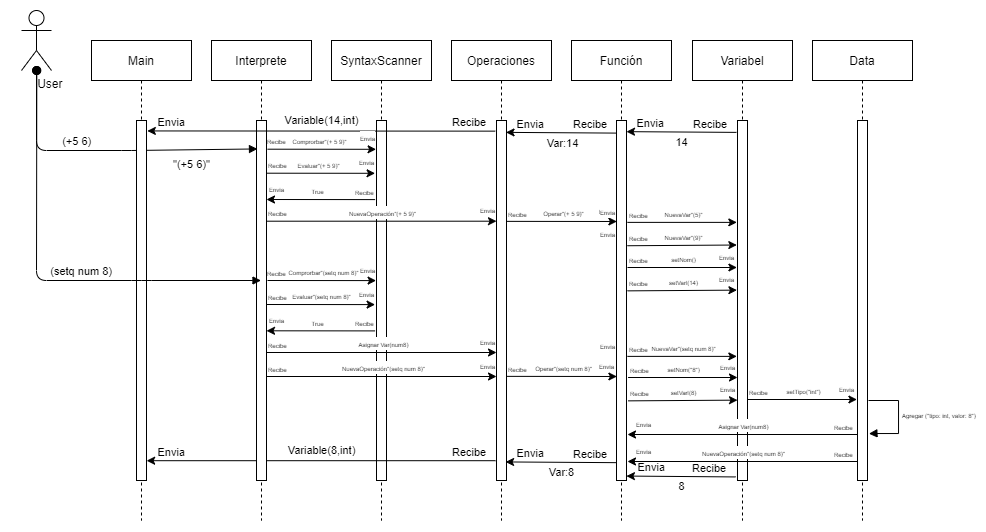 User
Main
Interprete
SyntaxScanner
Operaciones
Función
Variabel
Data
Envia Variable(14,int) Recibe Envia Recibe Envia Recibe
Var:14 14
(+5 6)
"(+5 6)"
Recibe Comprorbar"(+ 5 9)" Envia
Recibe Evaluar"(+ 5 9)" Envia
Envia True Recibe
Recibe NuevaOperación"(+ 5 9)" Envia Recibe Operar"(+ 5 9)" Envia Recibe NuevaVar"(5)"
Envia Recibe NuevaVar"(9)"
Recibe setNom() Envia
Recibe setVarl(14) Envia
(setq num 8)
Recibe Comprorbar"(setq num 8)" Envia
Recibe Evaluar"(setq num 8)" Envia
Envia True Recibe
Recibe Asignar Var(num8) Envia Envia Recibe NuevaVar"(setq num 8)"
Recibe NuevaOperación"(setq num 8)" Envia Recibe Operar"(setq num 8)" Envia Recibe setNom("8") Envia
Recibe setVarl(8) Envia Recibe setTipo("int") Envia
Agregar ("tipo: int, valor: 8")
Envia Asignar Var(num8) Recibe
Envia NuevaOperación"(setq num 8)" Recibe
Envia Variable(8,int) Recibe Envia Recibe
Var:8
Envia Recibe
8